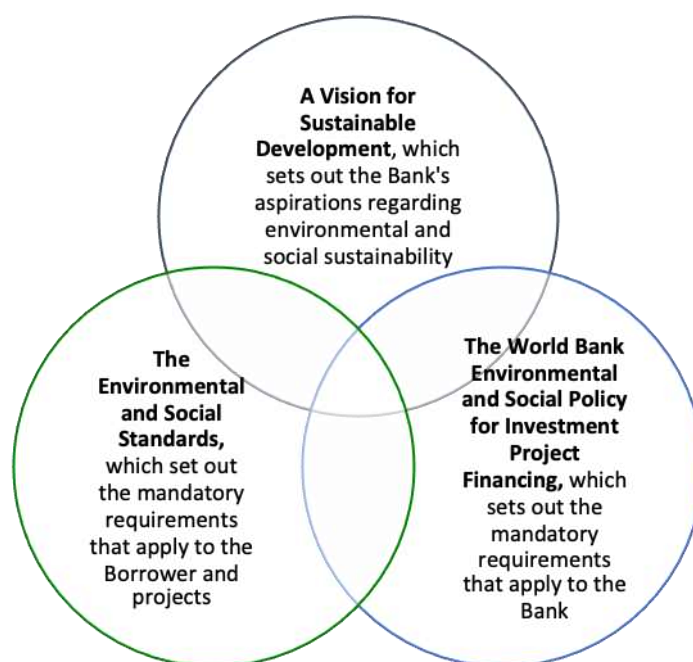 A Vision for
Sustainable
Development, which
sets out the Bank's
aspirations regarding
environmental and
social sustainability
The
Environmental
and Social
Standards,
which set out
the mandatory
requirements
that apply to the
Borrower and
projects
The World Bank
Environmental
and Social Policy
for Investment
Project
Financing, which
sets out the
mandatory
requirements
that apply to the
Bank